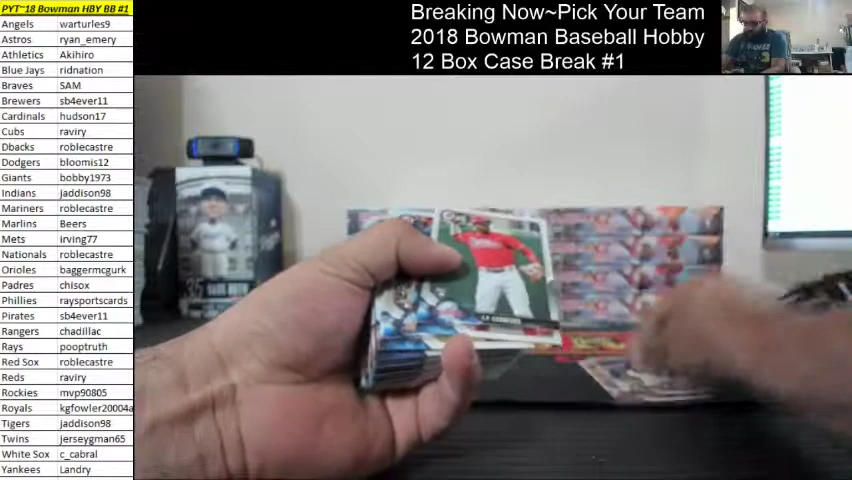 PYT~18 Bowman HBY BB #1
Angels warturles9
Astros ryan_emery
Athletics Akihiro
Blue Jays ridnation
Braves SAM
Brewers sb4ever11
Cardinals hudson17
Cubs raviry
Dbacks roblecastre
Dodgers bloomis12
Giants bobby1973
Indians jaddison98
Mariners roblecastre
Marlins Beers
Mets irving77
Nationals roblecastre
Orioles baggermcgurk
Padres chisox
Phillies raysportscards
Pirates sb4ever11
Rangers chadillac
Rays pooptruth
Red Sox roblecastre
Reds raviry
Rockies mvp90805
Royals kgfowler20004a
Tigers jaddison98
Twins jerseygman65
White Sox c_cabral
Yankees Landry
Breaking Now~Pick Your Team
2018 Bowman Baseball Hobby
12 Box Case Break #1
J.P. CRAWFORD